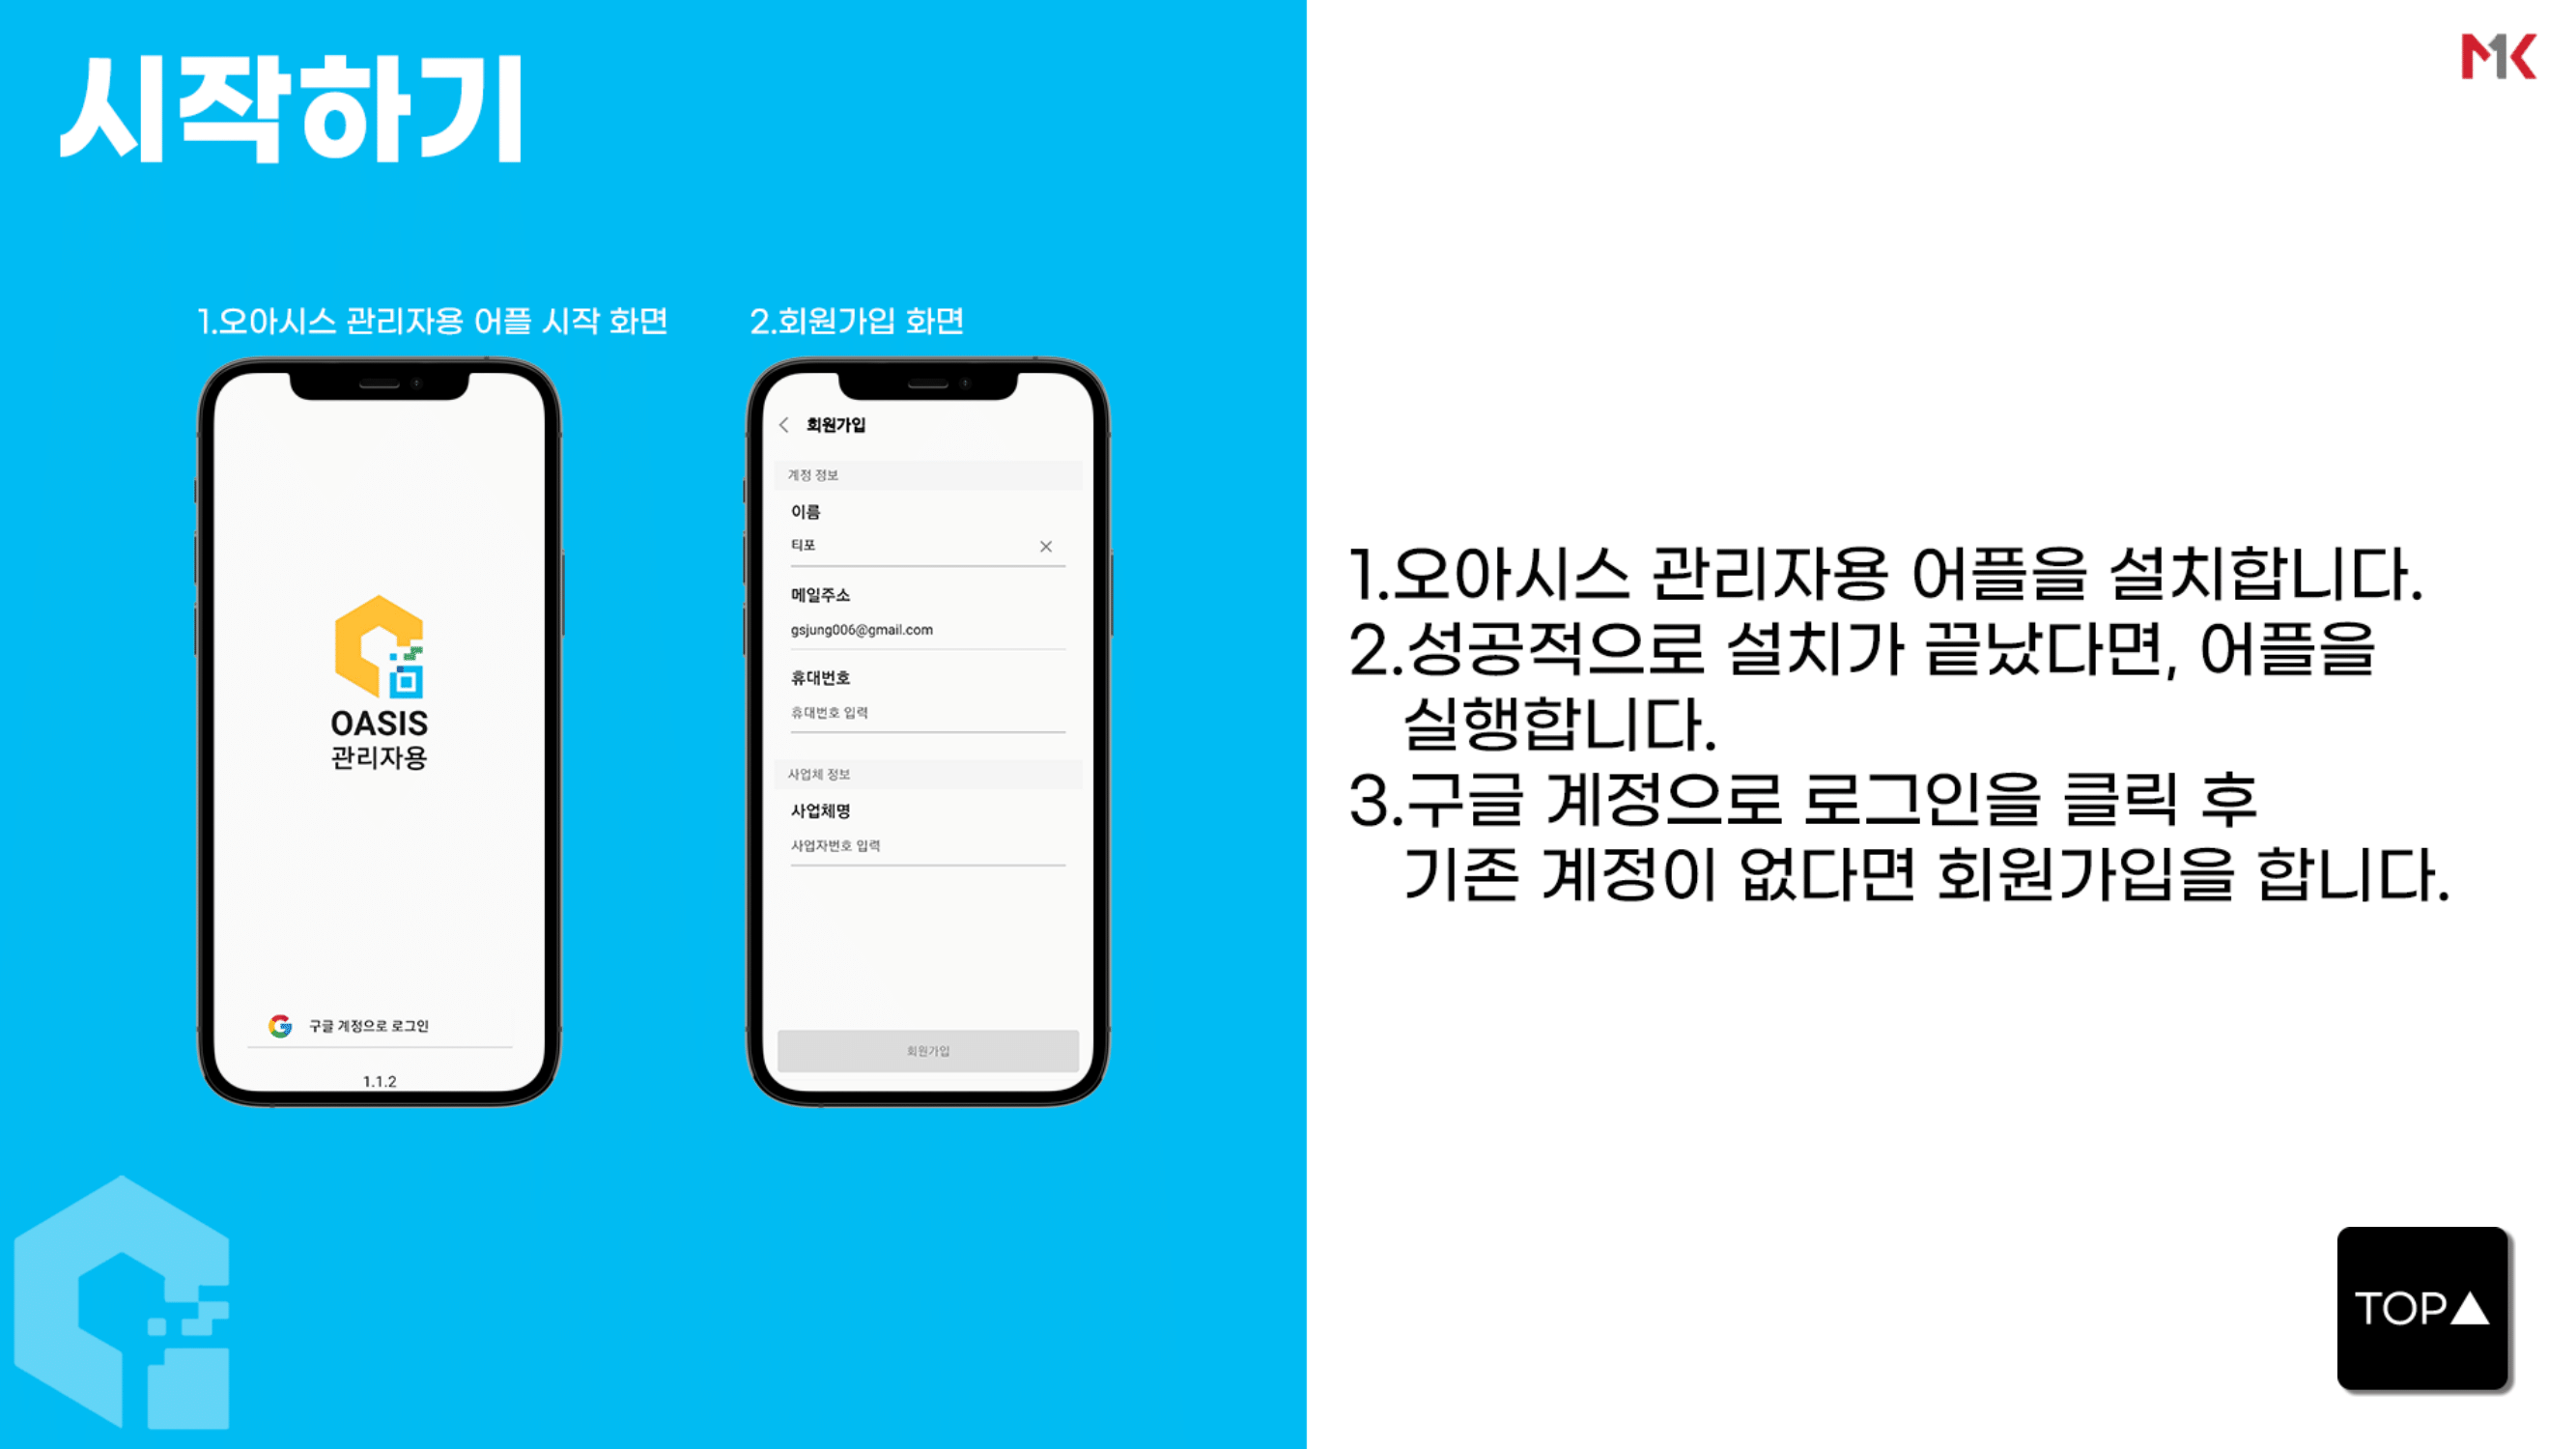 시작하기
MK
1.오아시스 관리자용 어플 시작 화면
OASIS
관리자용
구글 계정으로 로그인
1.1.2
2.회원가입 화면
회원가입
계정 정보
이름
티포
메일주소
gsjung006@gmail.com
휴대번호
휴대번호 입력
사업체 정보
사업체명
사업자번호 입력
회원가입
1.오아시스 관리자용 어플을 설치합니다.
2.성공적으로 설치가 끝났다면, 어플을
실행합니다.
3.구글 계정으로 로그인을 클릭 후
기존 계정이 없다면 회원가입을 합니다.
TOP▲